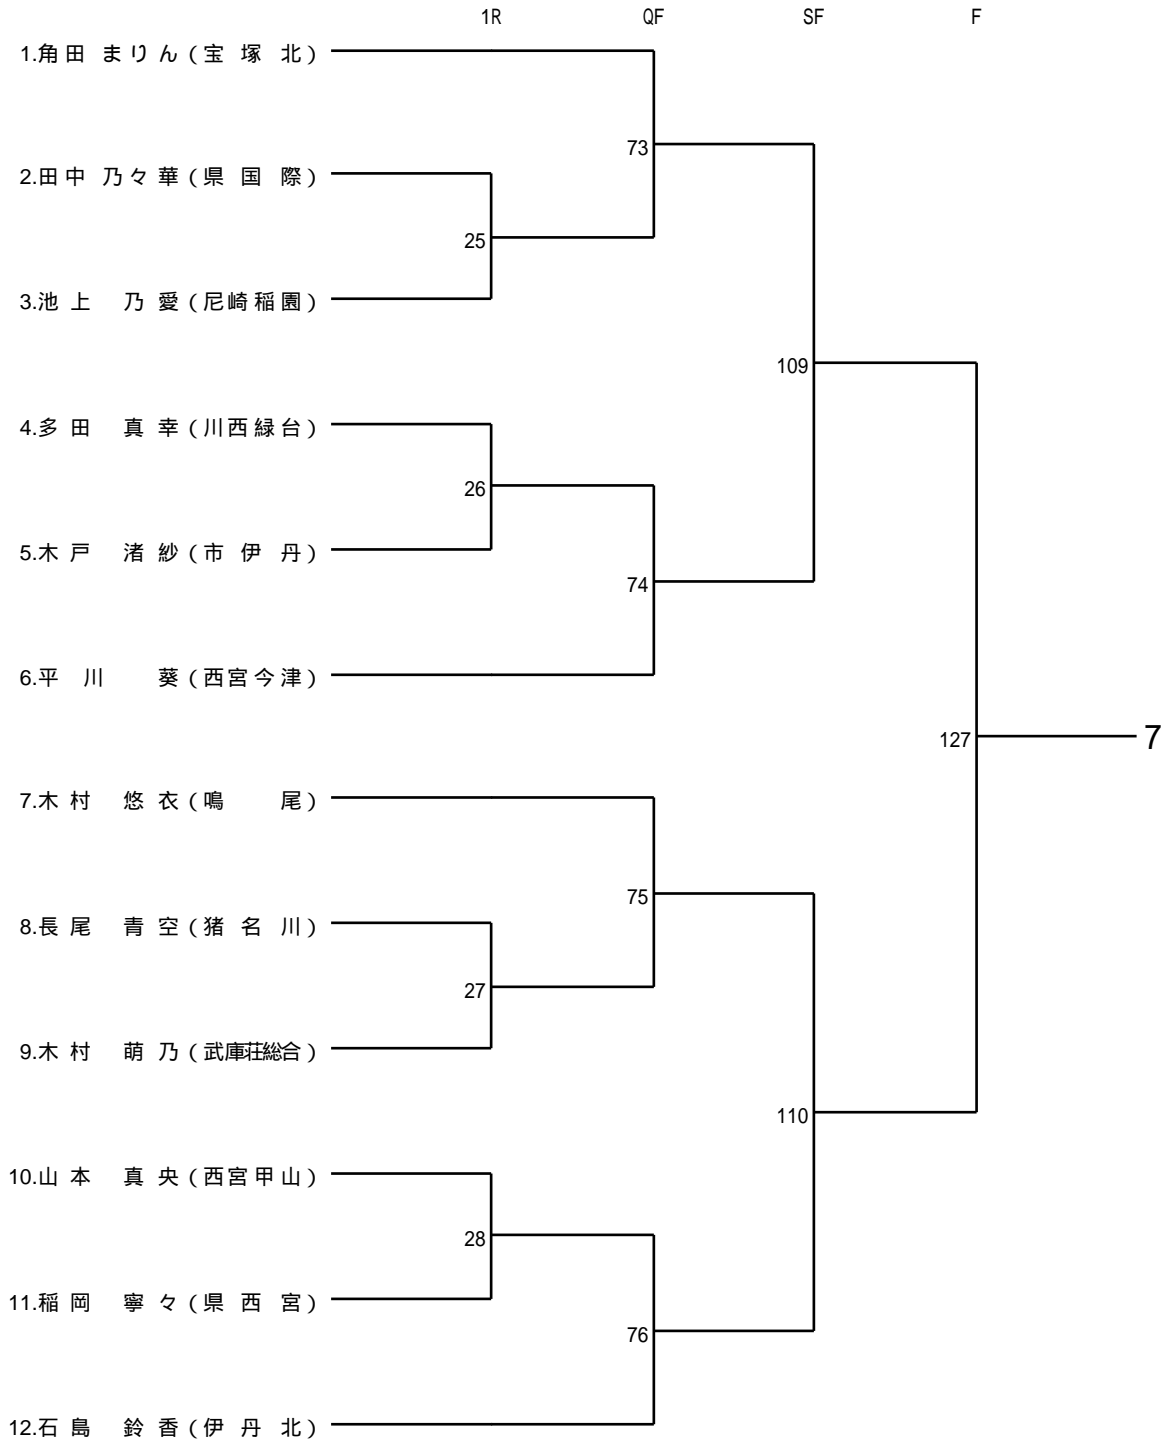 1R QF SF F
1.角田 まりん(宝塚北)
73
2.田中 乃々華(県国際)
25
3.池上 乃愛(尼崎稲園)
109
4.多田 真幸(川西緑台)
26
5.木戸 渚紗(市伊丹)
74
6.平川 葵(西宮今津)
127 7
7.木村 悠衣(鳴尾)
75
8.長尾 青空(猪名川)
27
9.木村 萌乃(武庫荘総合)
110
10.山本 真央(西宮甲山)
28
11.稲岡 寧々(県西宮)
76
12.石島 鈴香(伊丹北)